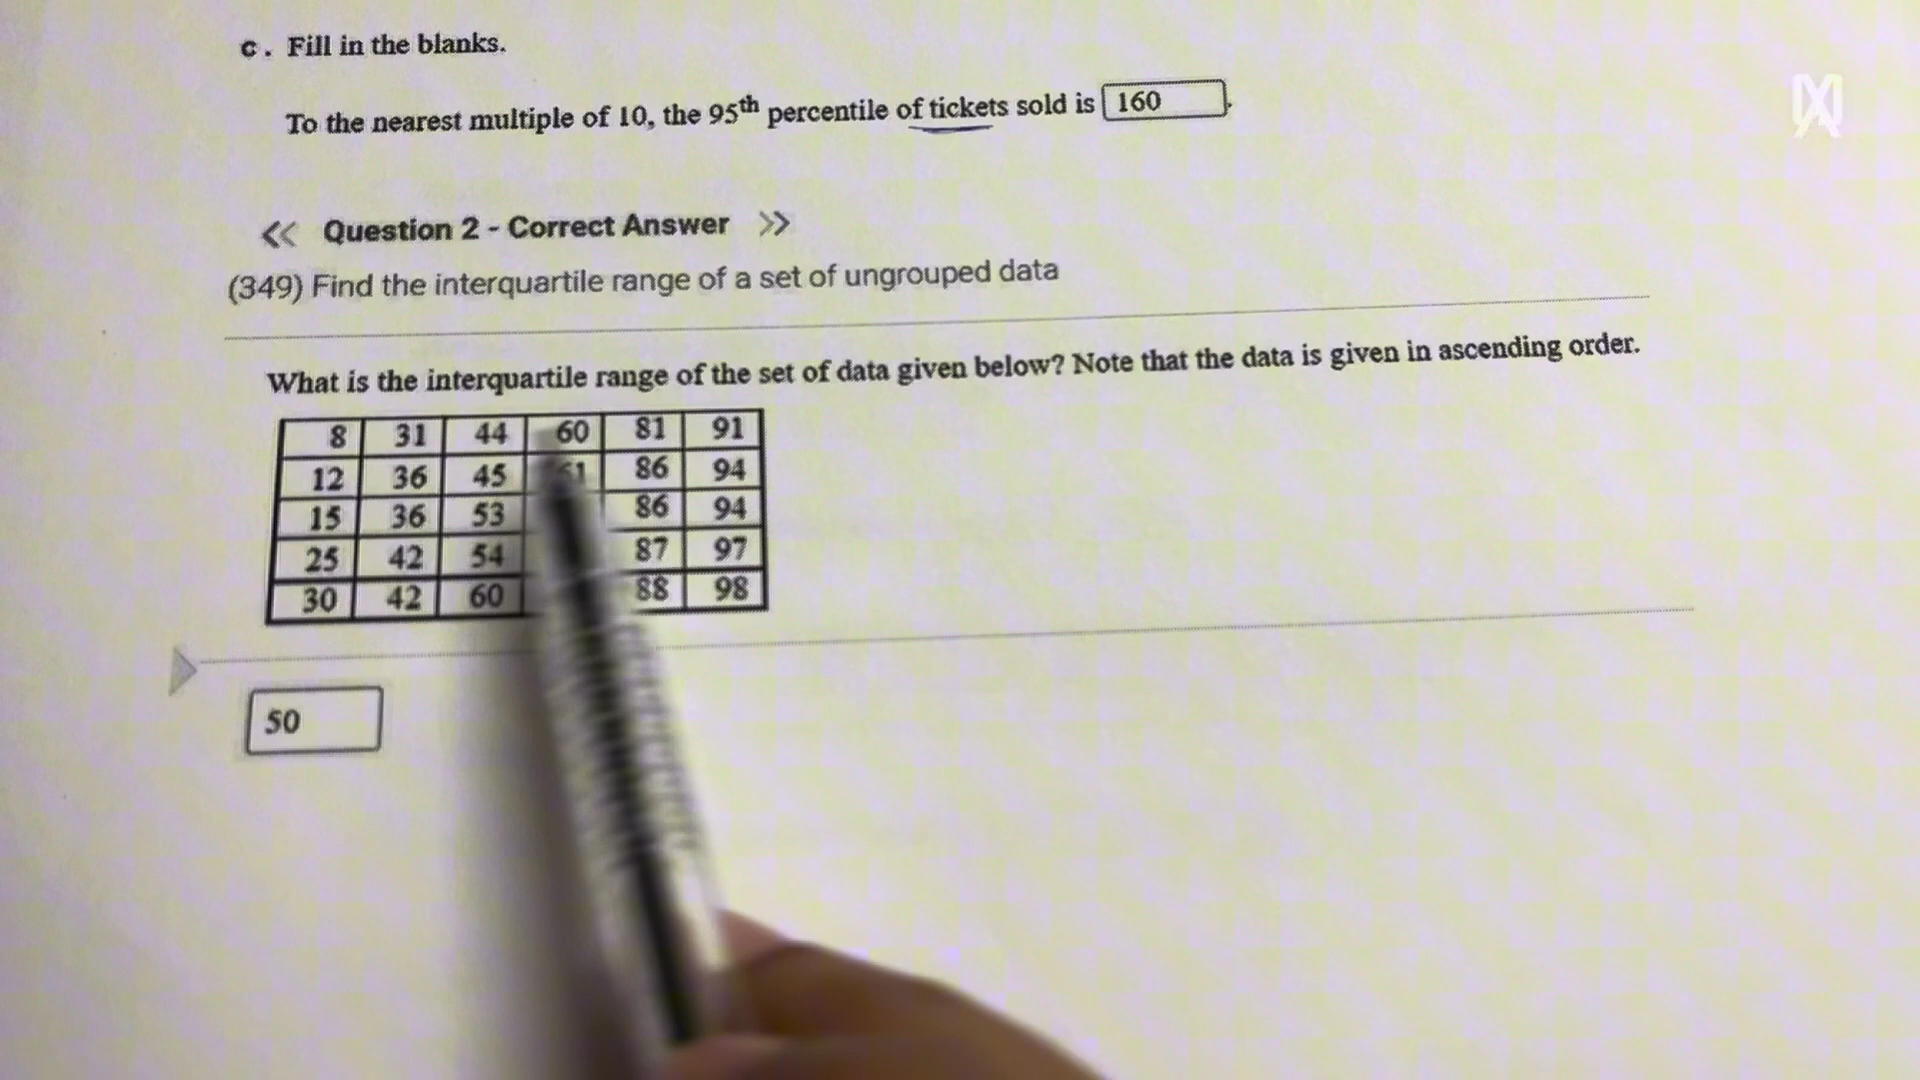 c. Fill in the blanks.
To the nearest multiple of 10, the 95th percentile of tickets sold is 160.
<< Question 2 - Correct Answer >>
(349) Find the interquartile range of a set of ungrouped data
What is the interquartile range of the set of data given below? Note that the data is given in ascending order.
8 31 44 60 81 91
12 36 45 61 86 94
15 36 53 86 94
25 42 54 87 97
30 42 60 88 98
50